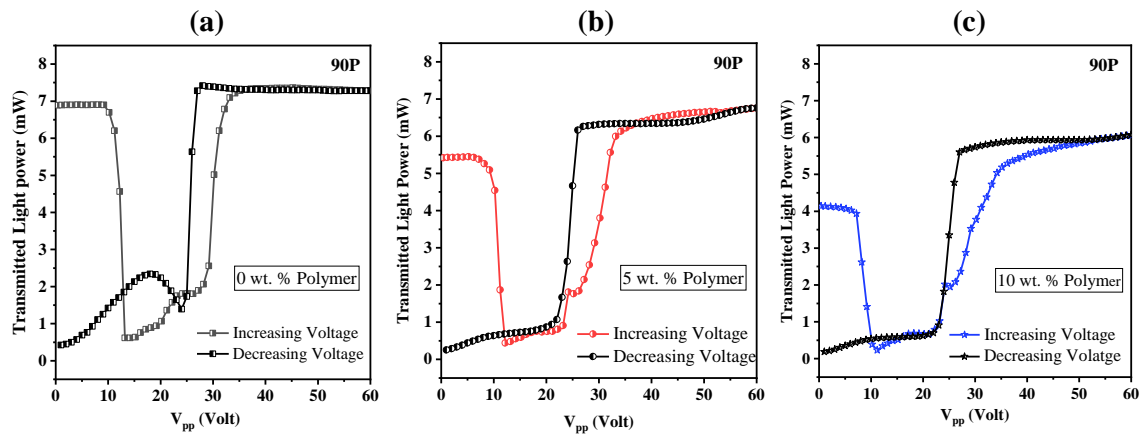 (a)
90P
Transmitted Light power (mW)
8
7
6
5
4
3
2
1
0
0 wt. % Polymer
Increasing Voltage
Decreasing Voltage
0 10 20 30 40 50 60
Vpp (Volt)
(b)
90P
Transmitted Light Power (mW)
8
7
6
5
4
3
2
1
0
5 wt. % Polymer
Increasing Voltage
Decreasing Voltage
0 10 20 30 40 50 60
Vpp (Volt)
(c)
90P
Transmitted Light Power (mW)
8
7
6
5
4
3
2
1
0
10 wt. % Polymer
Increasing Voltage
Decreasing Volatge
0 10 20 30 40 50 60
Vpp (Volt)